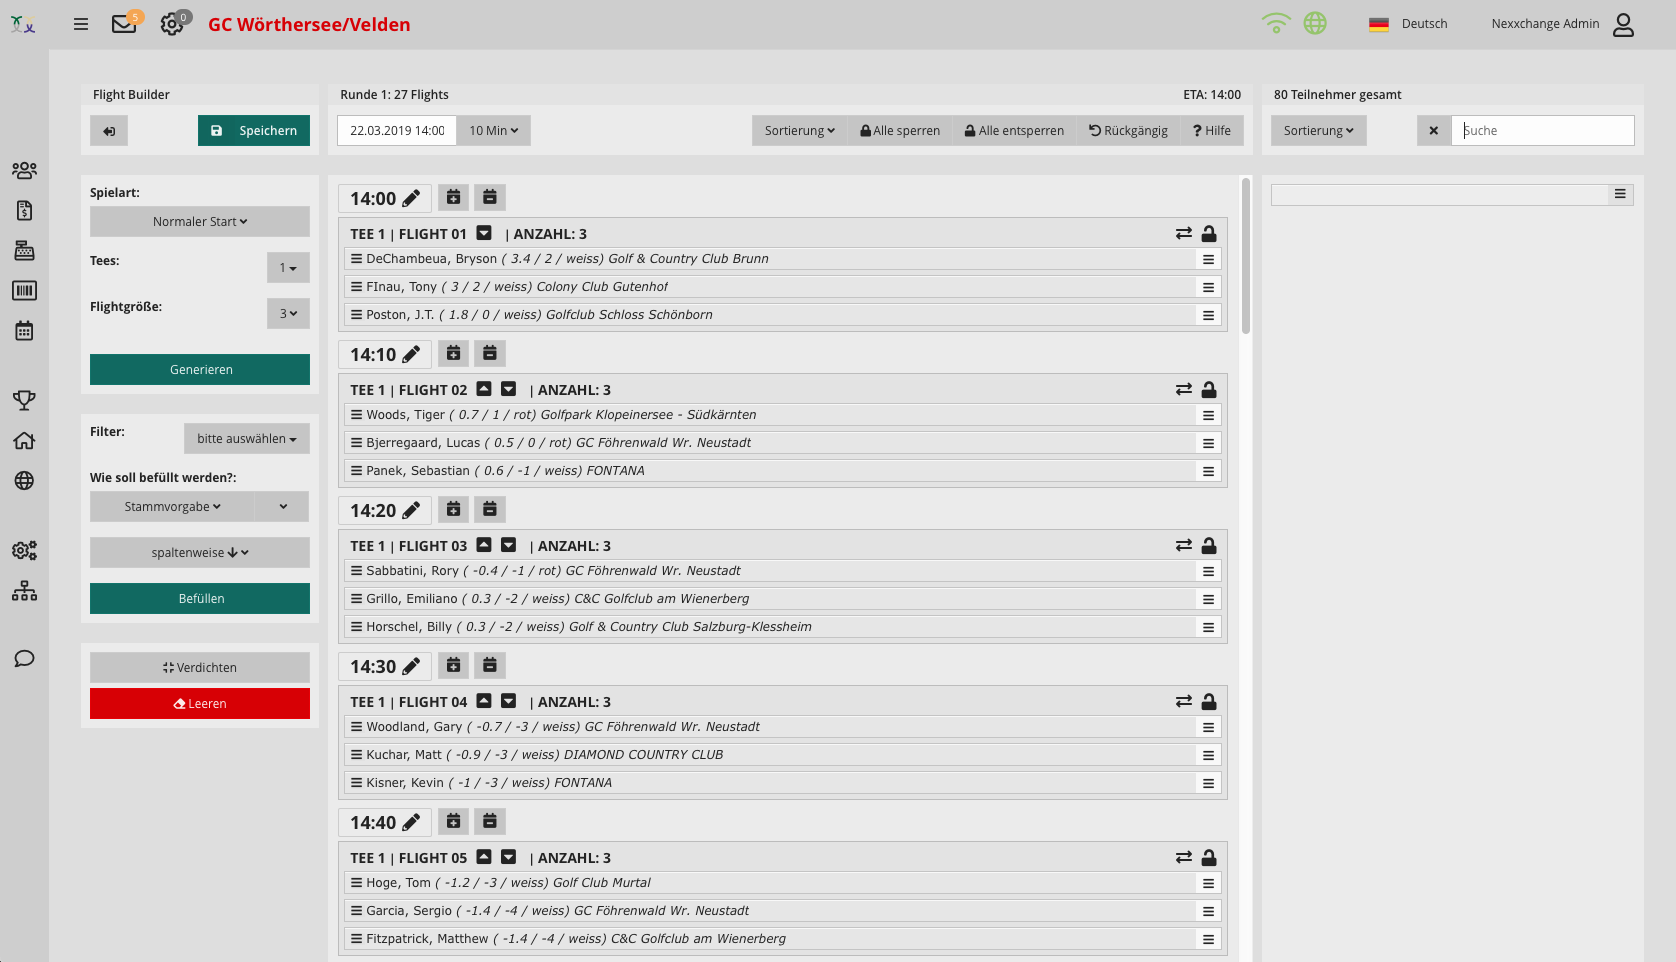 5
0
GC Wörthersee/Velden
Deutsch
Nexxchange Admin
Flight Builder
Speichern
Runde 1: 27 Flights
ETA: 14:00
22.03.2019 14:00
10 Min
Sortierung
Alle sperren
Alle entsperren
Rückgängig
? Hilfe
80 Teilnehmer gesamt
Sortierung
Suche
Spielart:
Normaler Start
Tees:
1
Flightgröße:
3
Generieren
Filter:
bitte auswählen
Wie soll befüllt werden?:
Stammvorgabe
spaltenweise
Befüllen
Verdichten
Leeren
14:00
TEE 1 | FLIGHT 01 | ANZAHL: 3
DeChambeua, Bryson ( 3.4 / 2 / weiss) Golf & Country Club Brunn
FInau, Tony ( 3 / 2 / weiss) Colony Club Gutenhof
Poston, J.T. ( 1.8 / 0 / weiss) Golfclub Schloss Schönborn
14:10
TEE 1 | FLIGHT 02 | ANZAHL: 3
Woods, Tiger ( 0.7 / 1 / rot) Golfpark Klopeinersee - Südkärnten
Bjerregaard, Lucas ( 0.5 / 0 / rot) GC Föhrenwald Wr. Neustadt
Panek, Sebastian ( 0.6 / -1 / weiss) FONTANA
14:20
TEE 1 | FLIGHT 03 | ANZAHL: 3
Sabbatini, Rory ( -0.4 / -1 / rot) GC Föhrenwald Wr. Neustadt
Grillo, Emiliano ( 0.3 / -2 / weiss) C&C Golfclub am Wienerberg
Horschel, Billy ( 0.3 / -2 / weiss) Golf & Country Club Salzburg-Klessheim
14:30
TEE 1 | FLIGHT 04 | ANZAHL: 3
Woodland, Gary ( -0.7 / -3 / weiss) GC Föhrenwald Wr. Neustadt
Kuchar, Matt ( -0.9 / -3 / weiss) DIAMOND COUNTRY CLUB
Kisner, Kevin ( -1 / -3 / weiss) FONTANA
14:40
TEE 1 | FLIGHT 05 | ANZAHL: 3
Hoge, Tom ( -1.2 / -3 / weiss) Golf Club Murtal
Garcia, Sergio ( -1.4 / -4 / weiss) GC Föhrenwald Wr. Neustadt
Fitzpatrick, Matthew ( -1.4 / -4 / weiss) C&C Golfclub am Wienerberg